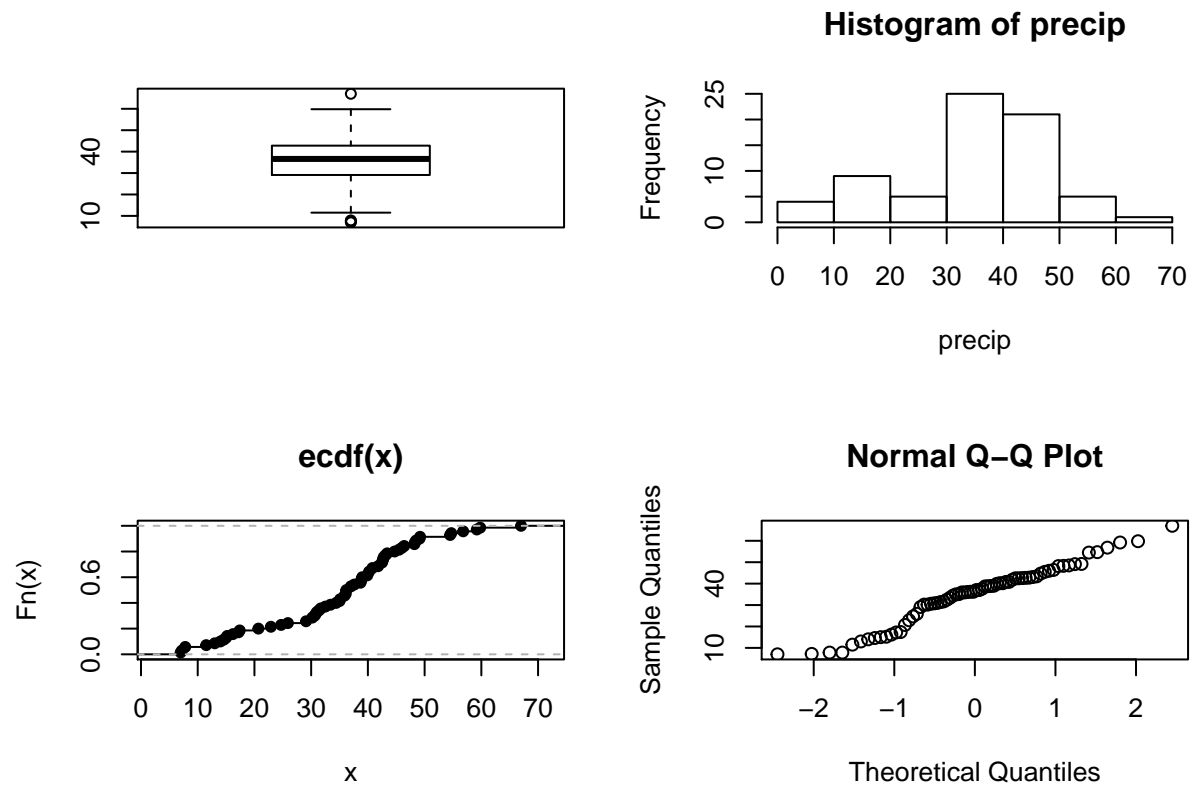 40
10
Histogram of precip
Frequency
25
10
0
0 10 20 30 40 50 60 70
precip
ecdf(x)
Fn(x)
0.6
0.0
0 10 20 30 40 50 60 70
x
Normal Q−Q Plot
Sample Quantiles
40
10
−2 −1 0 1 2
Theoretical Quantiles